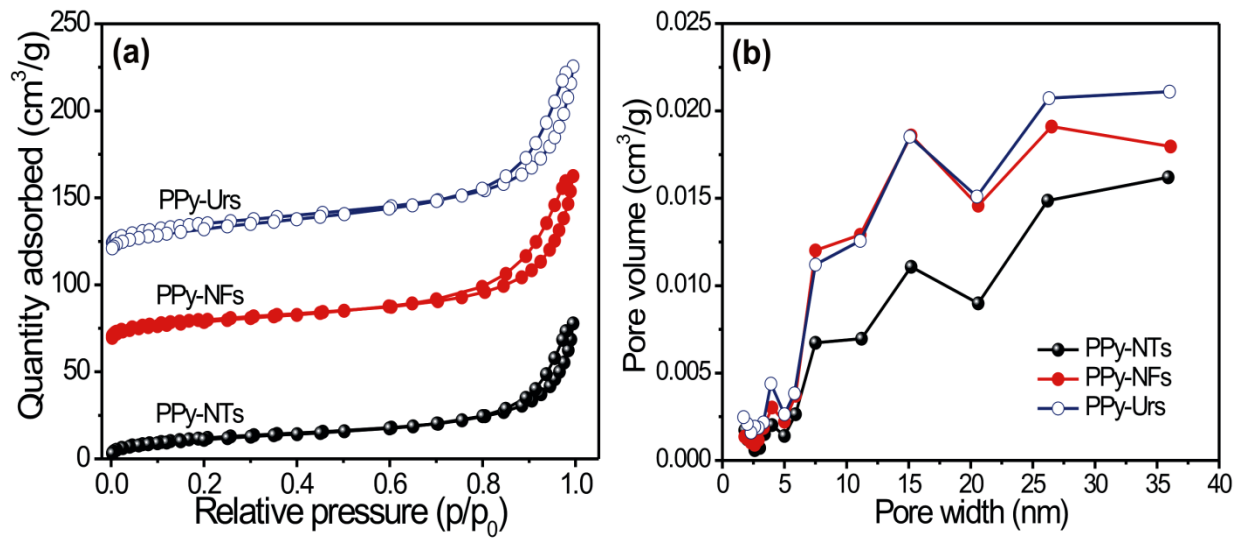 (a)
Quantity adsorbed (cm³/g)
250
200
150
100
50
0
PPy-Urs
PPy-NFs
PPy-NTs
0.0 0.2 0.4 0.6 0.8 1.0
Relative pressure (p/p₀)
(b)
Pore volume (cm³/g)
0.025
0.020
0.015
0.010
0.005
0.000
PPy-NTs
PPy-NFs
PPy-Urs
0 5 10 15 20 25 30 35 40
Pore width (nm)